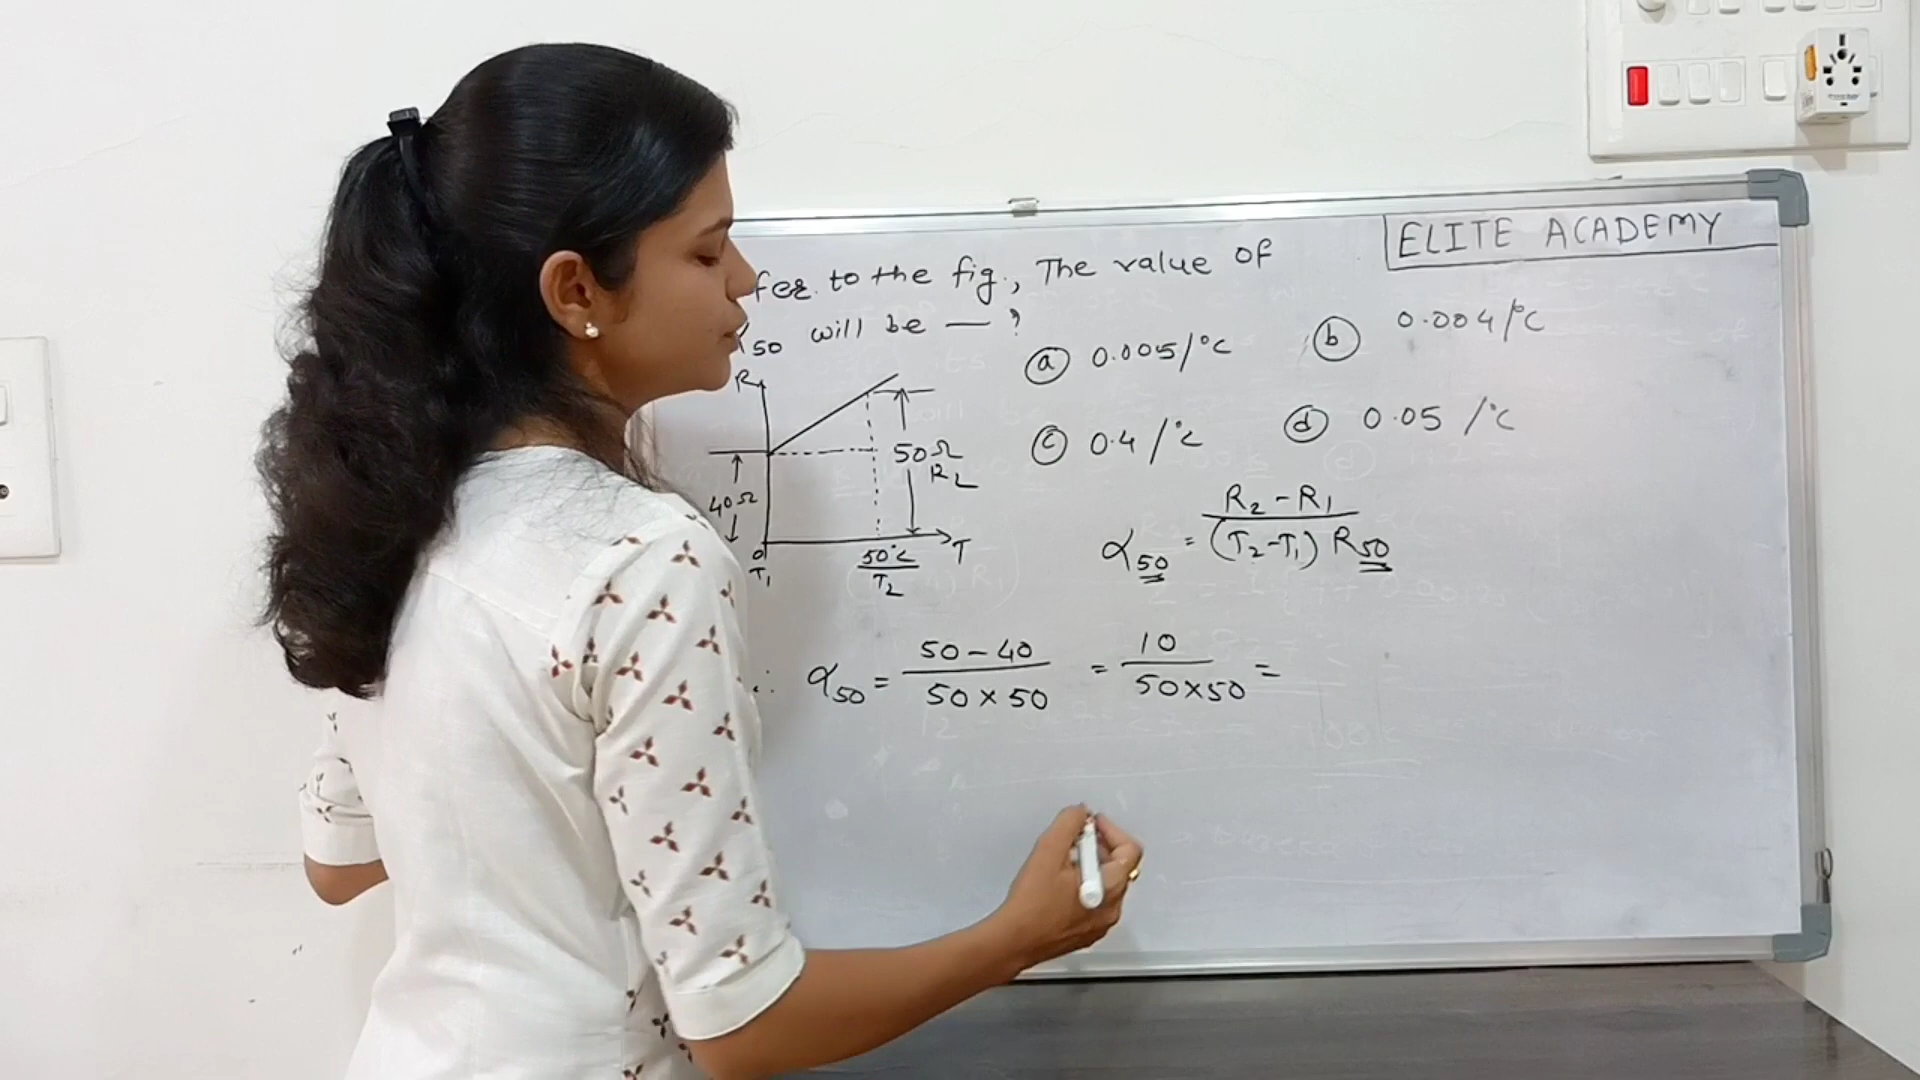 ELITE ACADEMY
fer. to the fig., The value of
50 will be — ?
(a) 0.005/°C
(b) 0.004/°C
(c) 0.4/°C
(d) 0.05/°C
R
40Ω
50Ω
R2
0
T1
50°C
T2
T
α50 = (R2-R1)/((T2-T1) R50)
∴ α50 = (50-40)/(50×50) = 10/(50×50) =